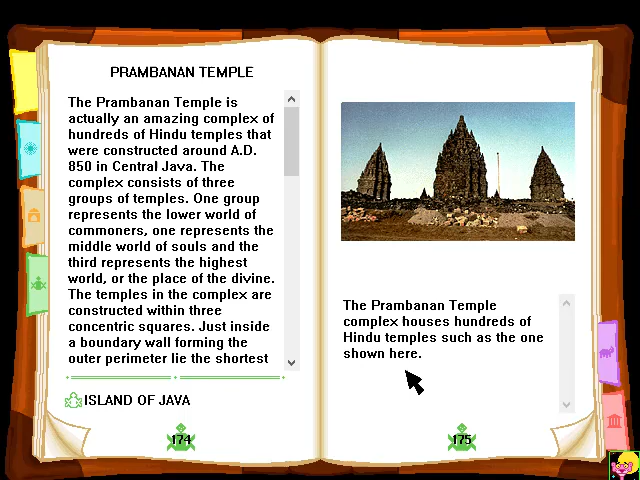 PRAMBANAN TEMPLE
The Prambanan Temple is
actually an amazing complex of
hundreds of Hindu temples that
were constructed around A.D.
850 in Central Java. The
complex consists of three
groups of temples. One group
represents the lower world of
commoners, one represents the
middle world of souls and the
third represents the highest
world, or the place of the divine.
The temples in the complex are
constructed within three
concentric squares. Just inside
a boundary wall forming the
outer perimeter lie the shortest
ISLAND OF JAVA
174
The Prambanan Temple
complex houses hundreds of
Hindu temples such as the one
shown here.
175